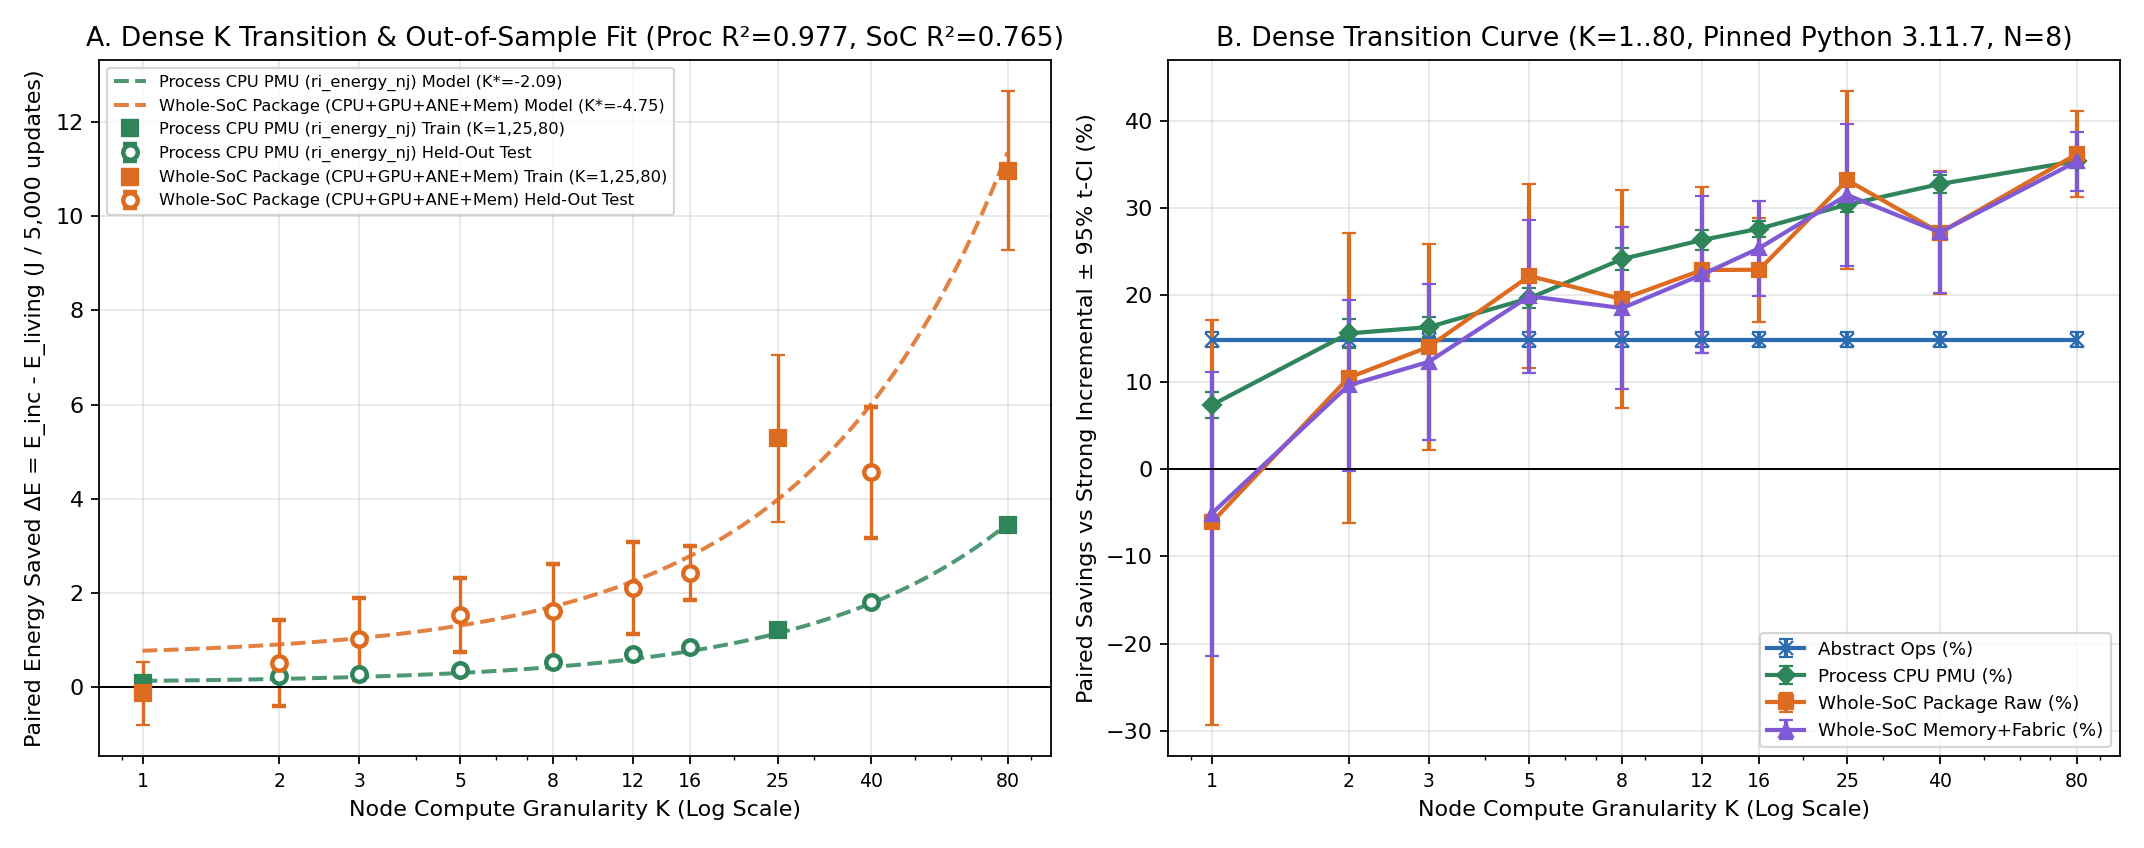 A. Dense K Transition & Out-of-Sample Fit (Proc R²=0.977, SoC R²=0.765)
Paired Energy Saved ΔE = E_inc - E_living (J / 5,000 updates)
Process CPU PMU (ri_energy_nj) Model (K*=-2.09)
Whole-SoC Package (CPU+GPU+ANE+Mem) Model (K*=-4.75)
Process CPU PMU (ri_energy_nj) Train (K=1,25,80)
Process CPU PMU (ri_energy_nj) Held-Out Test
Whole-SoC Package (CPU+GPU+ANE+Mem) Train (K=1,25,80)
Whole-SoC Package (CPU+GPU+ANE+Mem) Held-Out Test
12
10
8
6
4
2
0
1 2 3 5 8 12 16 25 40 80
Node Compute Granularity K (Log Scale)
B. Dense Transition Curve (K=1..80, Pinned Python 3.11.7, N=8)
Paired Savings vs Strong Incremental ± 95% t-CI (%)
40
30
20
10
0
−10
−20
−30
Abstract Ops (%)
Process CPU PMU (%)
Whole-SoC Package Raw (%)
Whole-SoC Memory+Fabric (%)
1 2 3 5 8 12 16 25 40 80
Node Compute Granularity K (Log Scale)